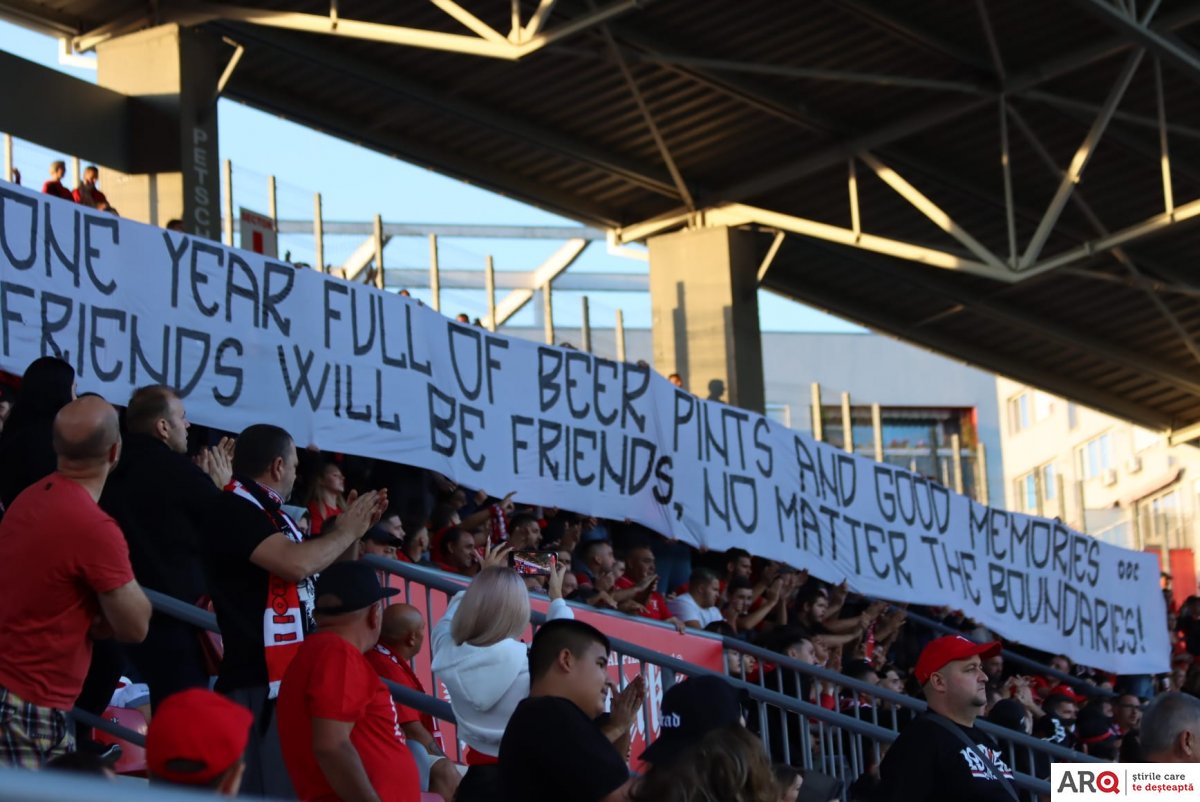 ONE YEAR FULL OF BEER PINTS AND GOOD MEMORIES ...
FRIENDS WILL BE FRIENDS, NO MATTER THE BOUNDARIES!
PETSCH
ARQ
știrile care
te deșteaptă